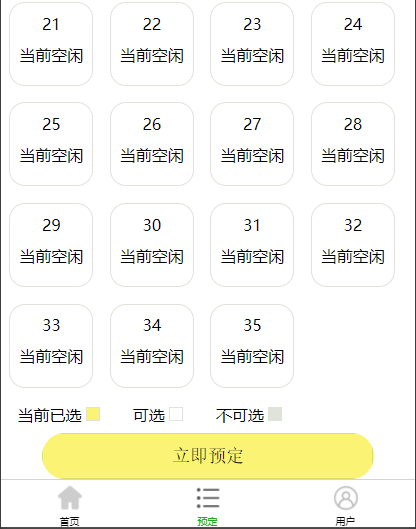 21 22 23 24
当前空闲 当前空闲 当前空闲 当前空闲
25 26 27 28
当前空闲 当前空闲 当前空闲 当前空闲
29 30 31 32
当前空闲 当前空闲 当前空闲 当前空闲
33 34 35
当前空闲 当前空闲 当前空闲
当前已选 可选 不可选
立即预定
首页 预定 用户